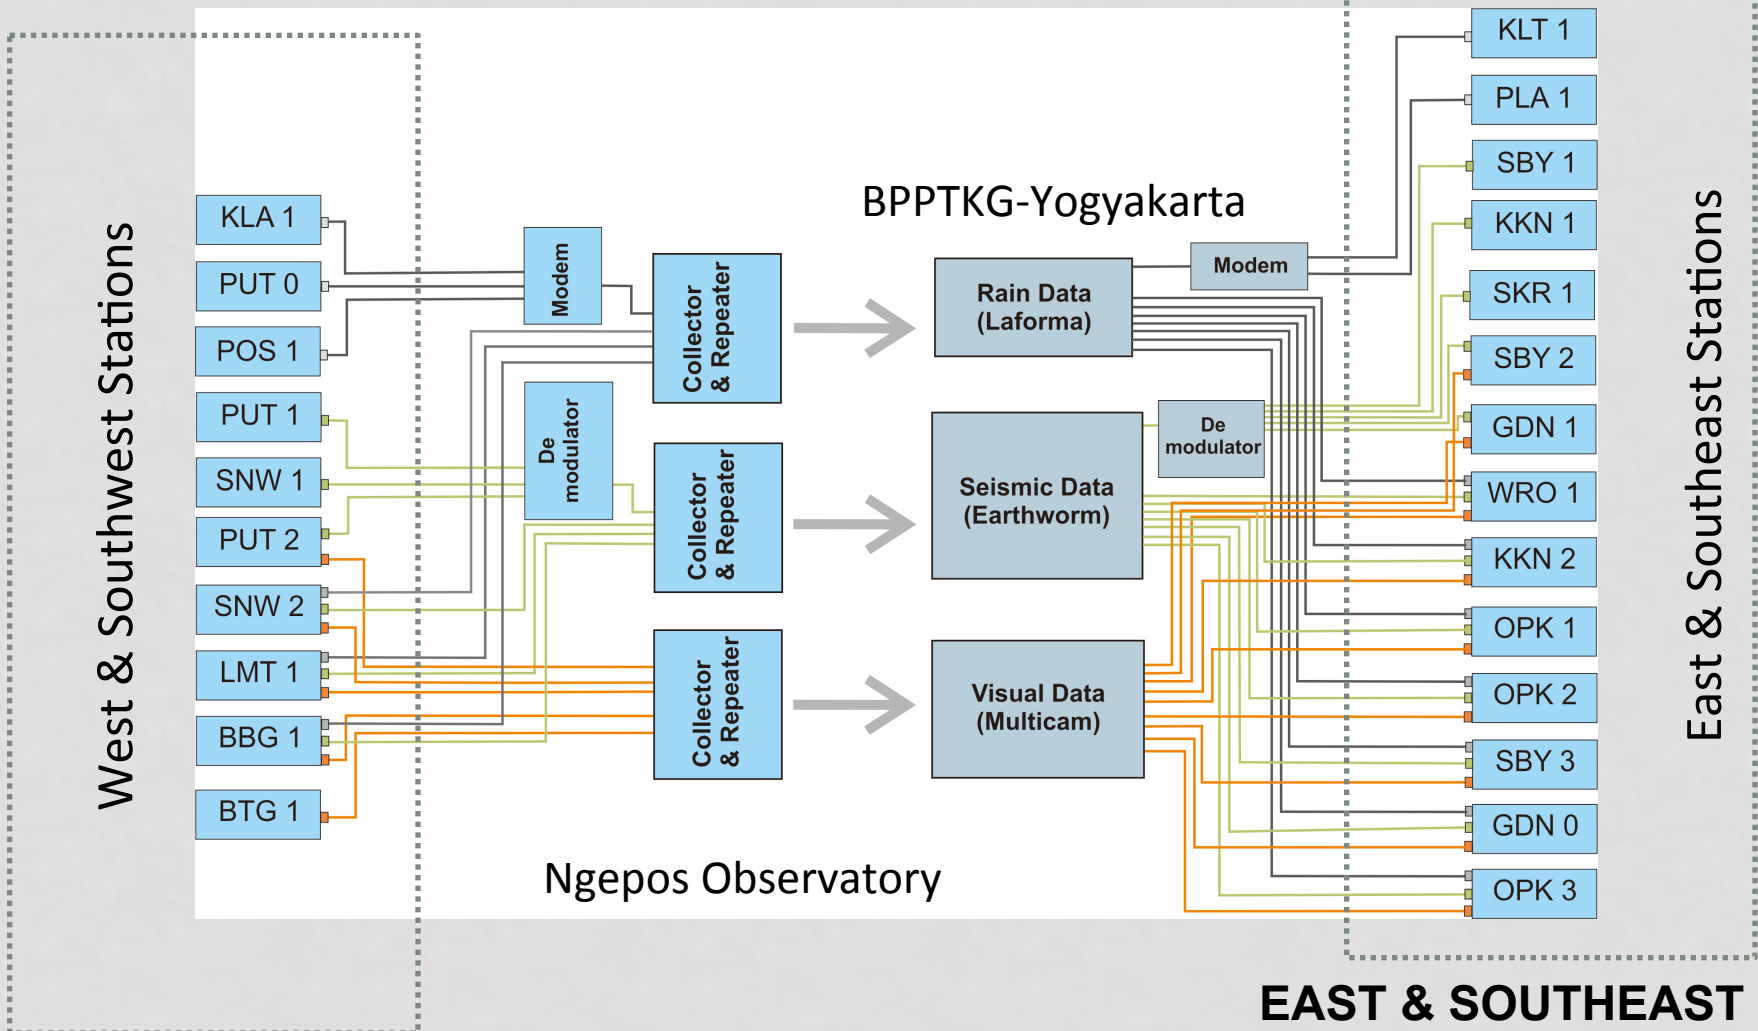 West & Southwest Stations
KLA 1
PUT 0
POS 1
PUT 1
SNW 1
PUT 2
SNW 2
LMT 1
BBG 1
BTG 1
Modem
De
modulator
Collector
& Repeater
Collector
& Repeater
Collector
& Repeater
Ngepos Observatory
BPPTKG-Yogyakarta
Rain Data
(Laforma)
Modem
Seismic Data
(Earthworm)
De
modulator
Visual Data
(Multicam)
KLT 1
PLA 1
SBY 1
KKN 1
SKR 1
SBY 2
GDN 1
WRO 1
KKN 2
OPK 1
OPK 2
SBY 3
GDN 0
OPK 3
East & Southeast Stations
EAST & SOUTHEAST